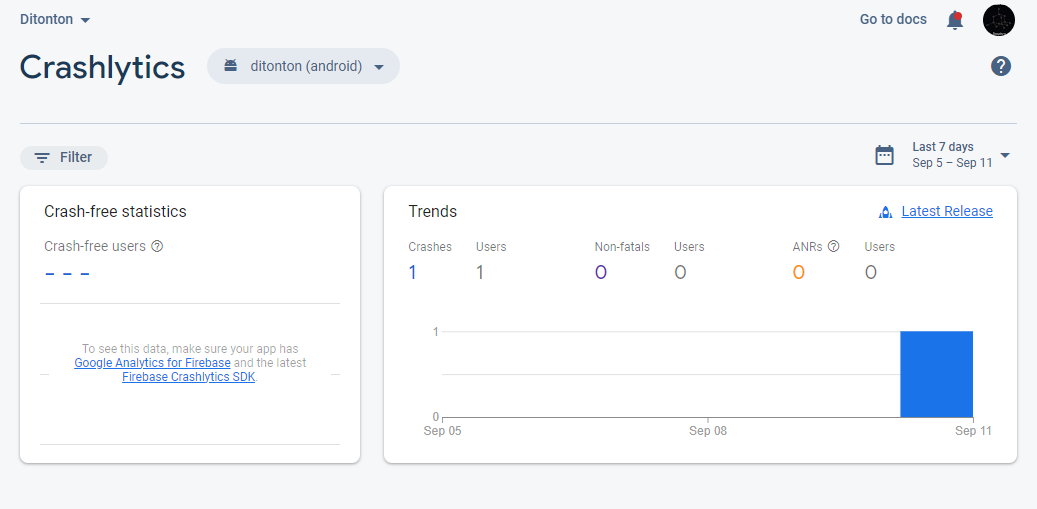 Ditonton
Go to docs
Crashlytics
ditonton (android)
Filter
Last 7 days
Sep 5 – Sep 11
Crash-free statistics
Crash-free users
- - -
To see this data, make sure your app has
Google Analytics for Firebase and the latest
Firebase Crashlytics SDK.
Trends
Latest Release
Crashes Users Non-fatals Users ANRs Users
1 1 0 0 0 0
1
0
Sep 05 Sep 08 Sep 11